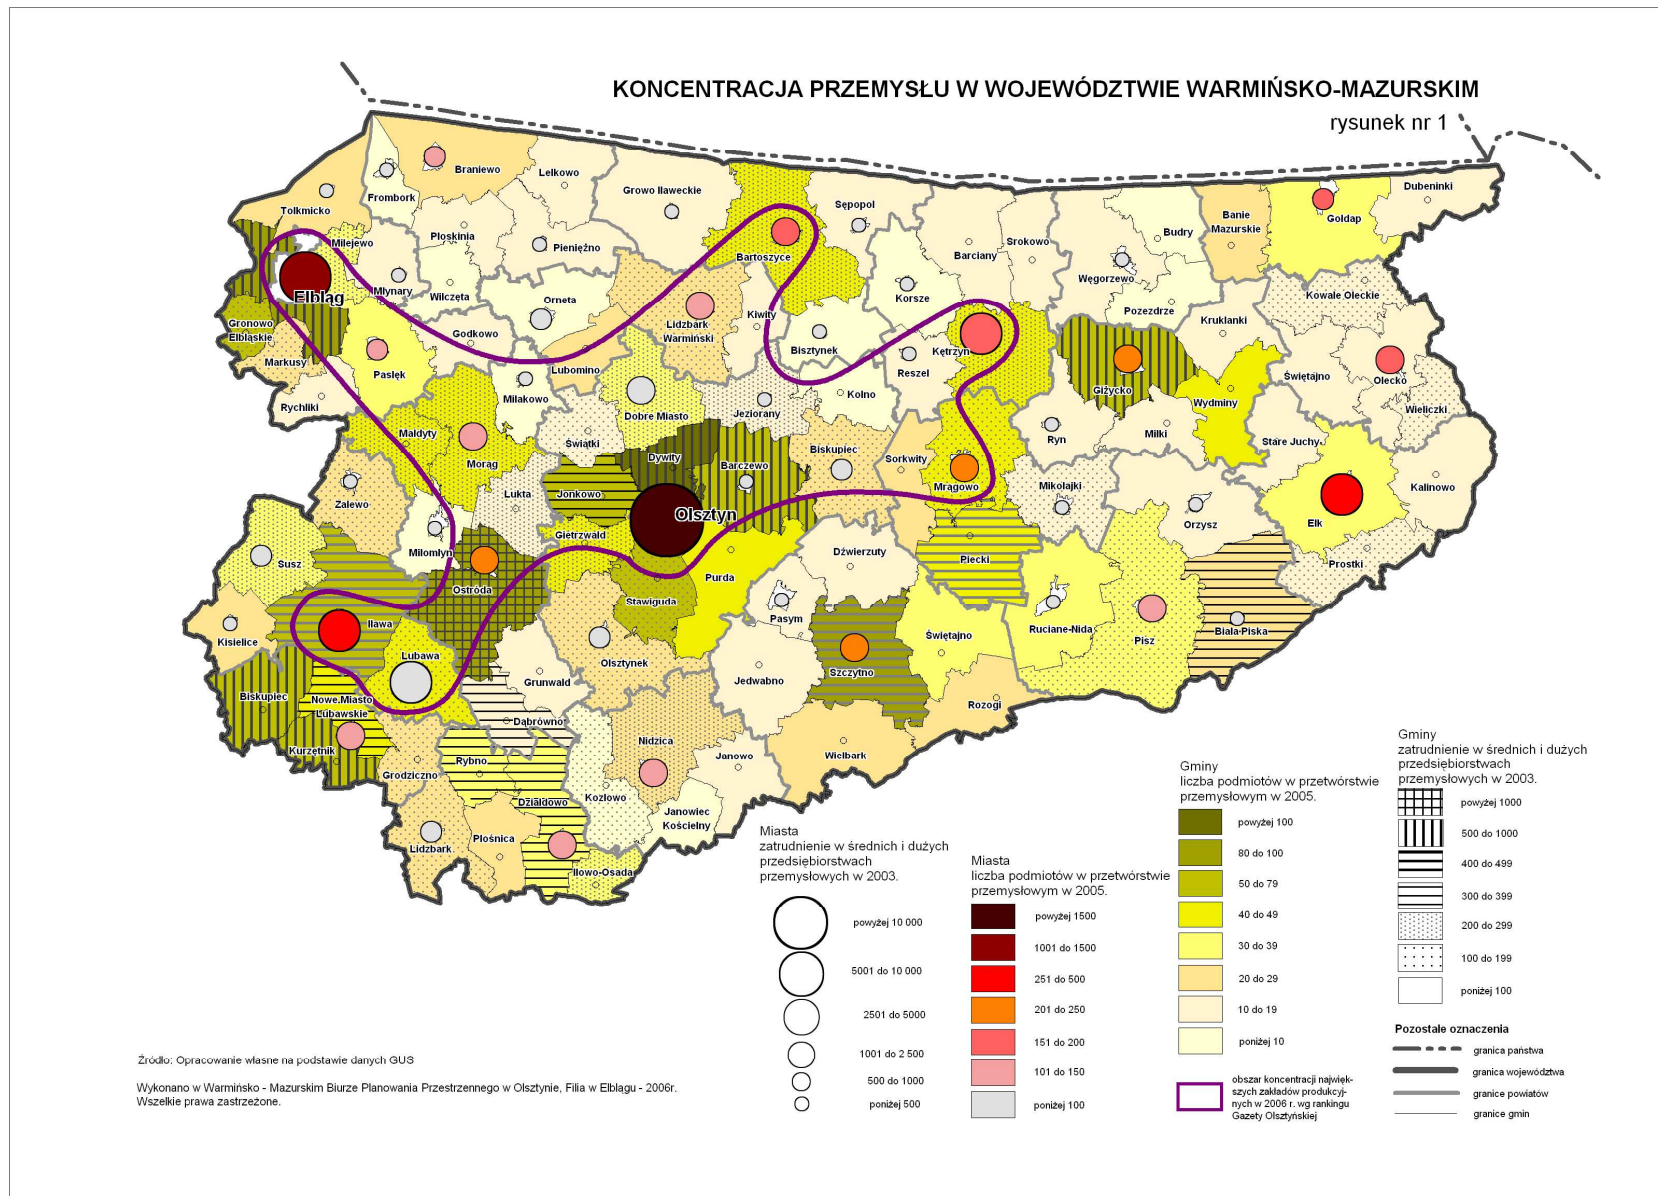 KONCENTRACJA PRZEMYSŁU W WOJEWÓDZTWIE WARMIŃSKO-MAZURSKIM
rysunek nr 1
Braniewo
Lelkowo
Frombork
Growo Iławeckie
Tolkmicko
Sępopol
Banie
Mazurskie
Gołdap
Dubeninki
Płoskinia
Pieniężno
Milejewo
Bartoszyce
Barciany
Srokowo
Budry
Węgorzewo
Młynary
Wilczęta
Orneta
Elbląg
Korsze
Kowale Oleckie
Pozezdrze
Kruklanki
Gronowo
Elbląskie
Godkowo
Lidzbark
Warmiński
Kiwity
Bisztynek
Kętrzyn
Markusy
Pasłęk
Lubomino
Reszel
Giżycko
Świętajno
Olecko
Rychliki
Miłakowo
Dobre Miasto
Jeziorany
Kolno
Wydminy
Wieliczki
Małdyty
Morąg
Świątki
Ryn
Miłki
Stare Juchy
Dywity
Barczewo
Biskupiec
Sorkwity
Mrągowo
Mikołajki
Kalinowo
Zalewo
Łukta
Jonkowo
Olsztyn
Orzysz
Ełk
Miłomłyn
Gietrzwałd
Dźwierzuty
Piecki
Prostki
Susz
Ostróda
Stawiguda
Purda
Pasym
Iława
Kisielice
Lubawa
Olsztynek
Szczytno
Świętajno
Ruciane-Nida
Pisz
Biała Piska
Biskupiec
Nowe Miasto
Lubawskie
Grunwald
Jedwabno
Rozogi
Dąbrówno
Kurzętnik
Nidzica
Janowo
Wielbark
Grodziczno
Rybno
Działdowo
Kozłowo
Janowiec
Kościelny
Lidzbark
Płośnica
Iłowo-Osada
Miasta
zatrudnienie w średnich i dużych
przedsiębiorstwach
przemysłowych w 2003.
powyżej 10 000
5001 do 10 000
2501 do 5000
1001 do 2 500
500 do 1000
poniżej 500
Miasta
liczba podmiotów w przetwórstwie
przemysłowym w 2005.
powyżej 1500
1001 do 1500
251 do 500
201 do 250
151 do 200
101 do 150
poniżej 100
Gminy
liczba podmiotów w przetwórstwie
przemysłowym w 2005.
powyżej 100
80 do 100
50 do 79
40 do 49
30 do 39
20 do 29
10 do 19
poniżej 10
obszar koncentracji najwięk-
szych zakładów produkcyj-
nych w 2006 r. wg rankingu
Gazety Olsztyńskiej
Gminy
zatrudnienie w średnich i dużych
przedsiębiorstwach
przemysłowych w 2003.
powyżej 1000
500 do 1000
400 do 499
300 do 399
200 do 299
100 do 199
poniżej 100
Pozostałe oznaczenia
granica państwa
granica województwa
granice powiatów
granice gmin
Źródło: Opracowanie własne na podstawie danych GUS
Wykonano w Warmińsko - Mazurskim Biurze Planowania Przestrzennego w Olsztynie, Filia w Elblągu - 2006r.
Wszelkie prawa zastrzeżone.